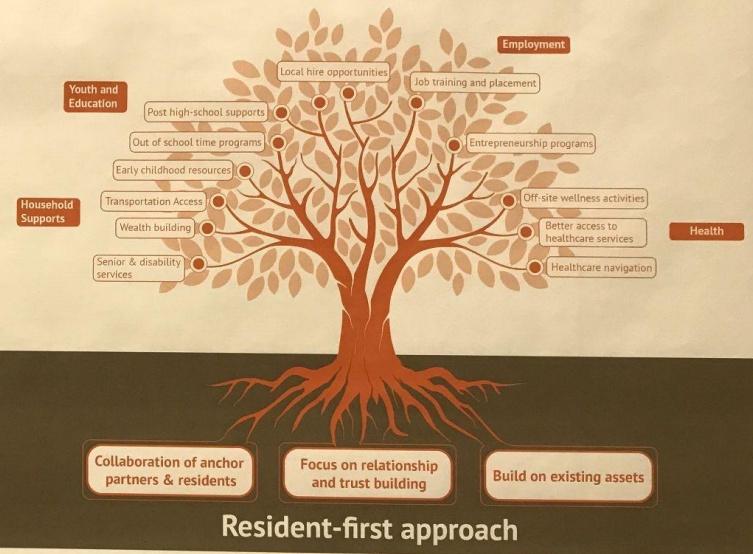 Employment
Local hire opportunities
Job training and placement
Youth and
Education
Post high-school supports
Out of school time programs
Entrepreneurship programs
Early childhood resources
Household
Supports
Transportation Access
Off-site wellness activities
Wealth building
Better access to
healthcare services
Health
Senior & disability
services
Healthcare navigation
Collaboration of anchor
partners & residents
Focus on relationship
and trust building
Build on existing assets
Resident-first approach